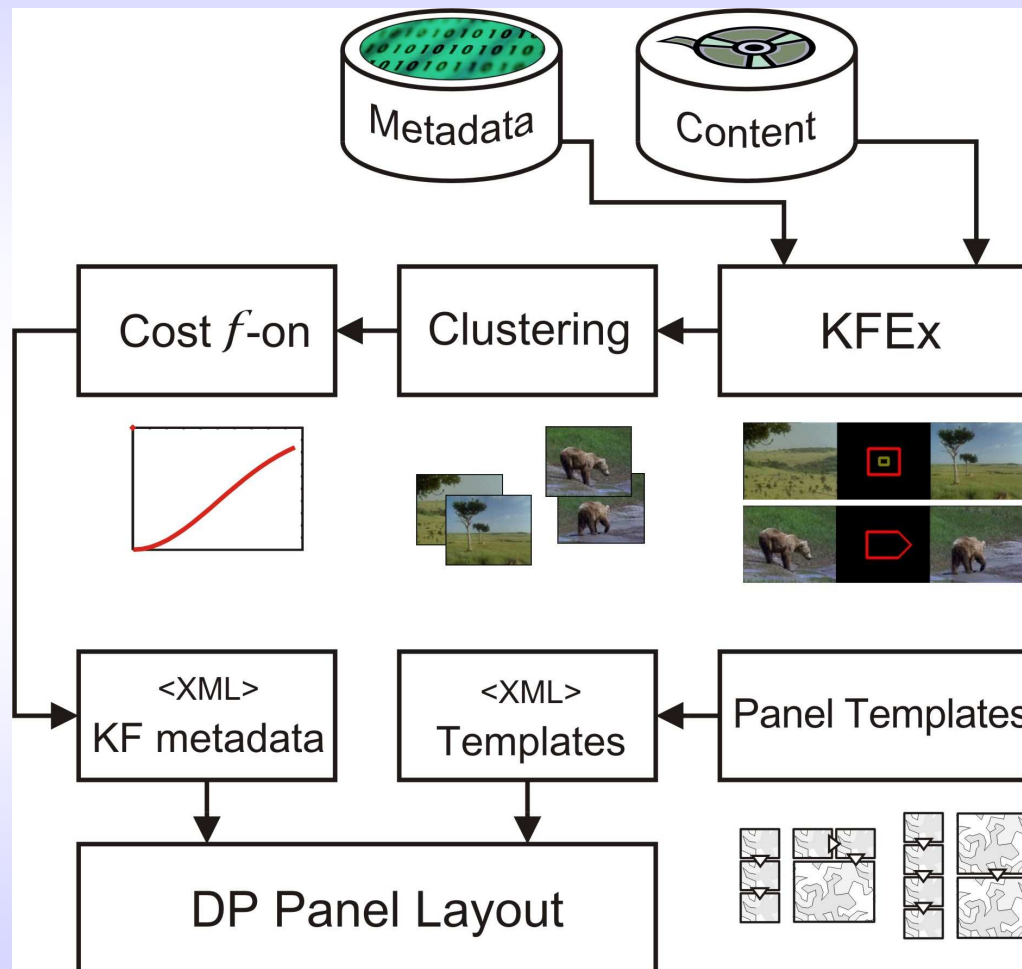 Metadata
Content
Cost f-on
Clustering
KFEx
<XML>
KF metadata
<XML>
Templates
Panel Templates
DP Panel Layout